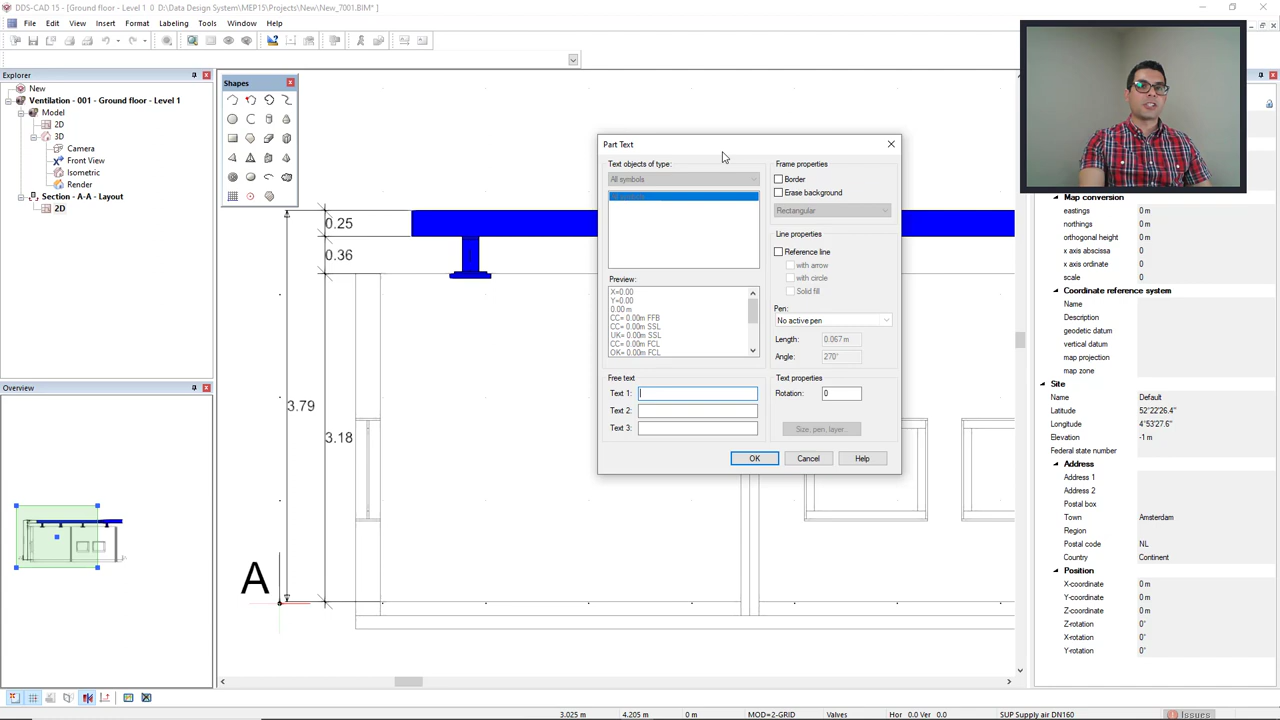 DDS-CAD 15 - [Ground floor - Level 1 0 D:\Data Design System\MEP15\Projects\New\New_7001.BIM*]
File Edit View Insert Format Labeling Tools Window Help
Explorer
New
Ventilation - 001 - Ground floor - Level 1
Model
2D
3D
Camera
Front View
Isometric
Render
Section - A-A - Layout
2D
Overview
Shapes
0.25
0.36
3.79
3.18
A
Part Text
Text objects of type:
All symbols
Preview:
X=0.00
Y=0.00
0.00 m
CC= 0.00m FFB
CC= 0.00m SSL
UK= 0.00m SSL
CC= 0.00m FCL
OK= 0.00m FCL
Free text
Text 1:
Text 2:
Text 3:
Frame properties
Border
Erase background
Rectangular
Line properties
Reference line
with arrow
with circle
Solid fill
Pen:
No active pen
Length: 0.067 m
Angle: 270°
Text properties
Rotation: 0
Size, pen, layer...
OK Cancel Help
Map conversion
eastings 0 m
northings 0 m
orthogonal height 0 m
x axis abscissa 0
x axis ordinate 0
scale 0
Coordinate reference system
Name
Description
geodetic datum
vertical datum
map projection
map zone
Site
Name Default
Latitude 52°22'26.4"
Longitude 4°53'27.6"
Elevation -1 m
Federal state number
Address
Address 1
Address 2
Postal box
Town Amsterdam
Region
Postal code NL
Country Continent
Position
X-coordinate 0 m
Y-coordinate 0 m
Z-coordinate 0 m
Z-rotation 0°
X-rotation 0°
Y-rotation 0°
3.025 m 4.205 m 0 m MOD=2-GRID Valves Hor 0.0 Ver 0.0 SUP Supply air DN160 Issues